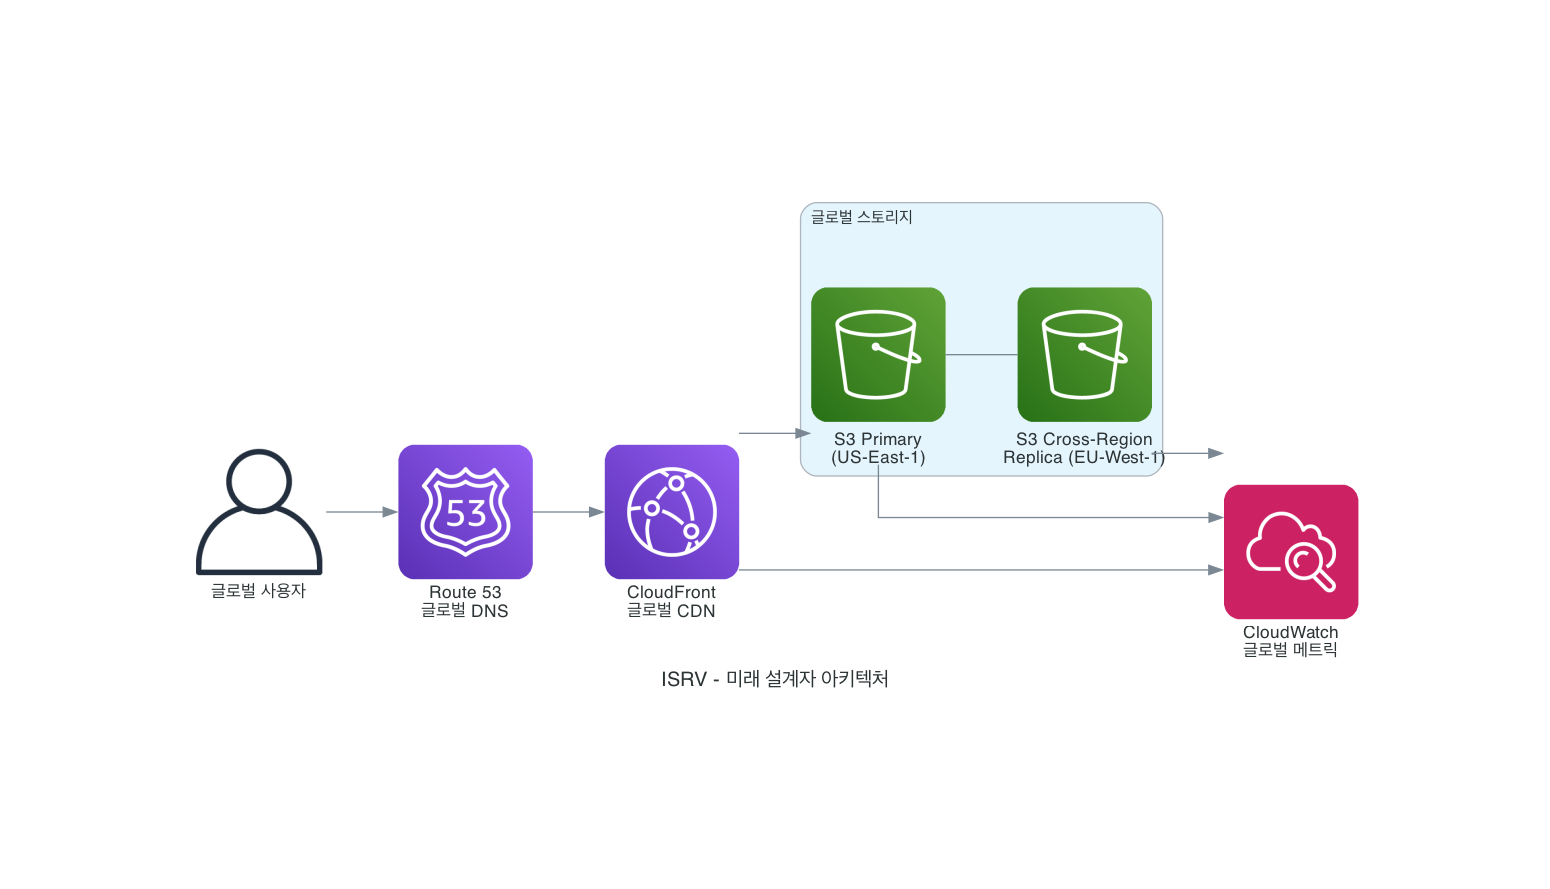 글로벌 스토리지
S3 Primary
(US-East-1)
S3 Cross-Region
Replica (EU-West-1)
53
글로벌 사용자
Route 53
글로벌 DNS
CloudFront
글로벌 CDN
CloudWatch
글로벌 메트릭
ISRV - 미래 설계자 아키텍처